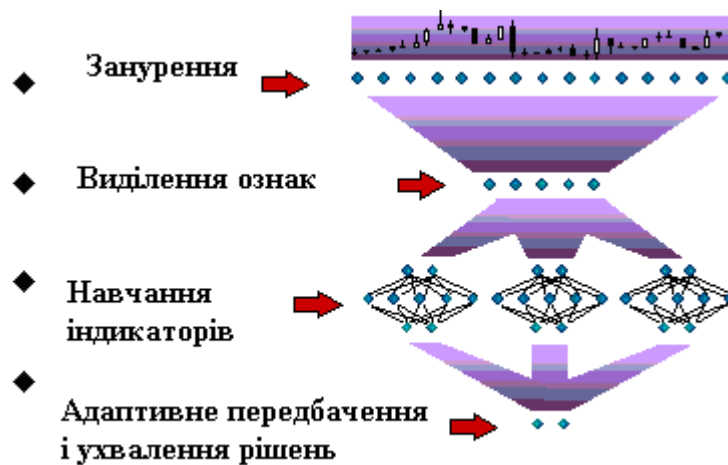 Занурення
Виділення ознак
Навчання
індикаторів
Адаптивне передбачення
і ухвалення рішень